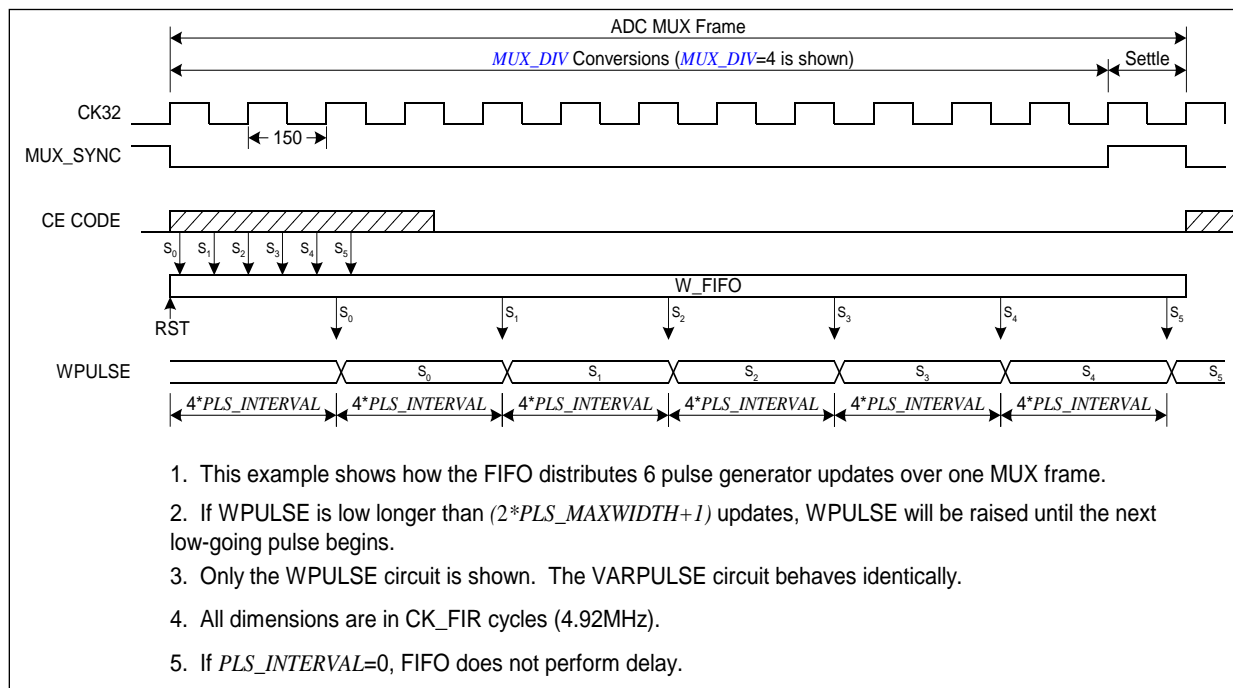 ADC MUX Frame
MUX_DIV Conversions (MUX_DIV=4 is shown)
Settle
CK32
150
MUX_SYNC
CE CODE
S0 S1 S2 S3 S4 S5
W_FIFO
RST
S0 S1 S2 S3 S4 S5
WPULSE
S0 S1 S2 S3 S4 S5
4*PLS_INTERVAL 4*PLS_INTERVAL 4*PLS_INTERVAL 4*PLS_INTERVAL 4*PLS_INTERVAL 4*PLS_INTERVAL
1. This example shows how the FIFO distributes 6 pulse generator updates over one MUX frame.
2. If WPULSE is low longer than (2*PLS_MAXWIDTH+1) updates, WPULSE will be raised until the next
low-going pulse begins.
3. Only the WPULSE circuit is shown. The VARPULSE circuit behaves identically.
4. All dimensions are in CK_FIR cycles (4.92MHz).
5. If PLS_INTERVAL=0, FIFO does not perform delay.